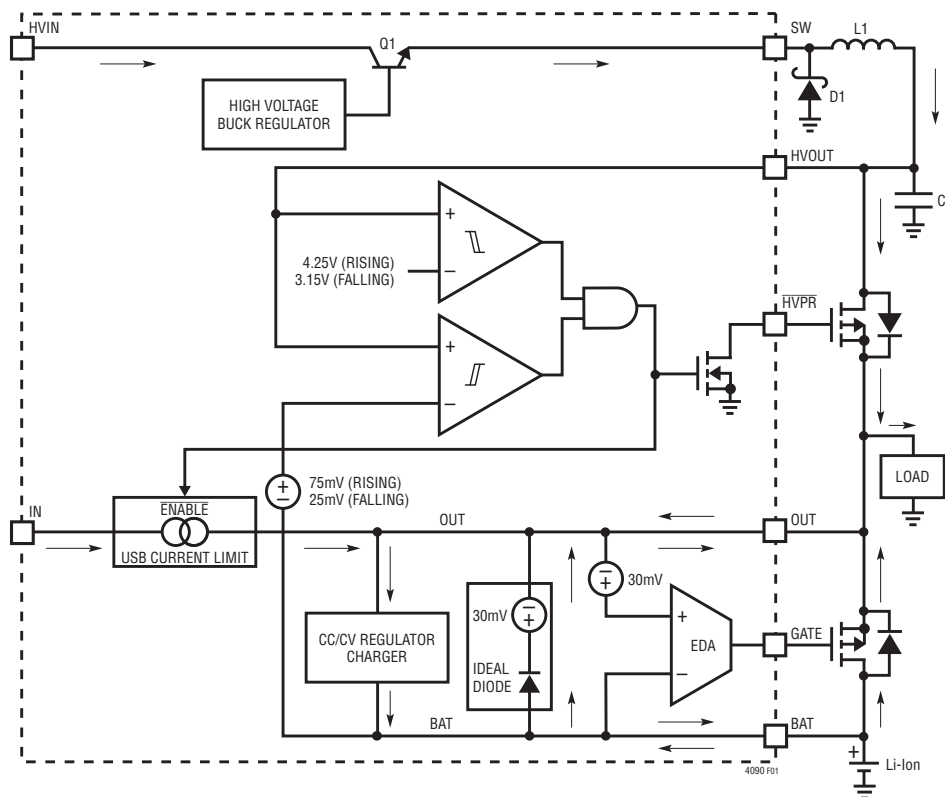 HVIN
Q1
SW
L1
HIGH VOLTAGE
BUCK REGULATOR
D1
HVOUT
C
+
4.25V (RISING)
3.15V (FALLING)
−
HVPR
+
−
75mV (RISING)
25mV (FALLING)
+
−
LOAD
IN
ENABLE
USB CURRENT LIMIT
OUT
OUT
−
+
30mV
−
+
30mV
+
−
EDA
GATE
CC/CV REGULATOR
CHARGER
IDEAL
DIODE
BAT
BAT
+
Li-Ion
4090 F01